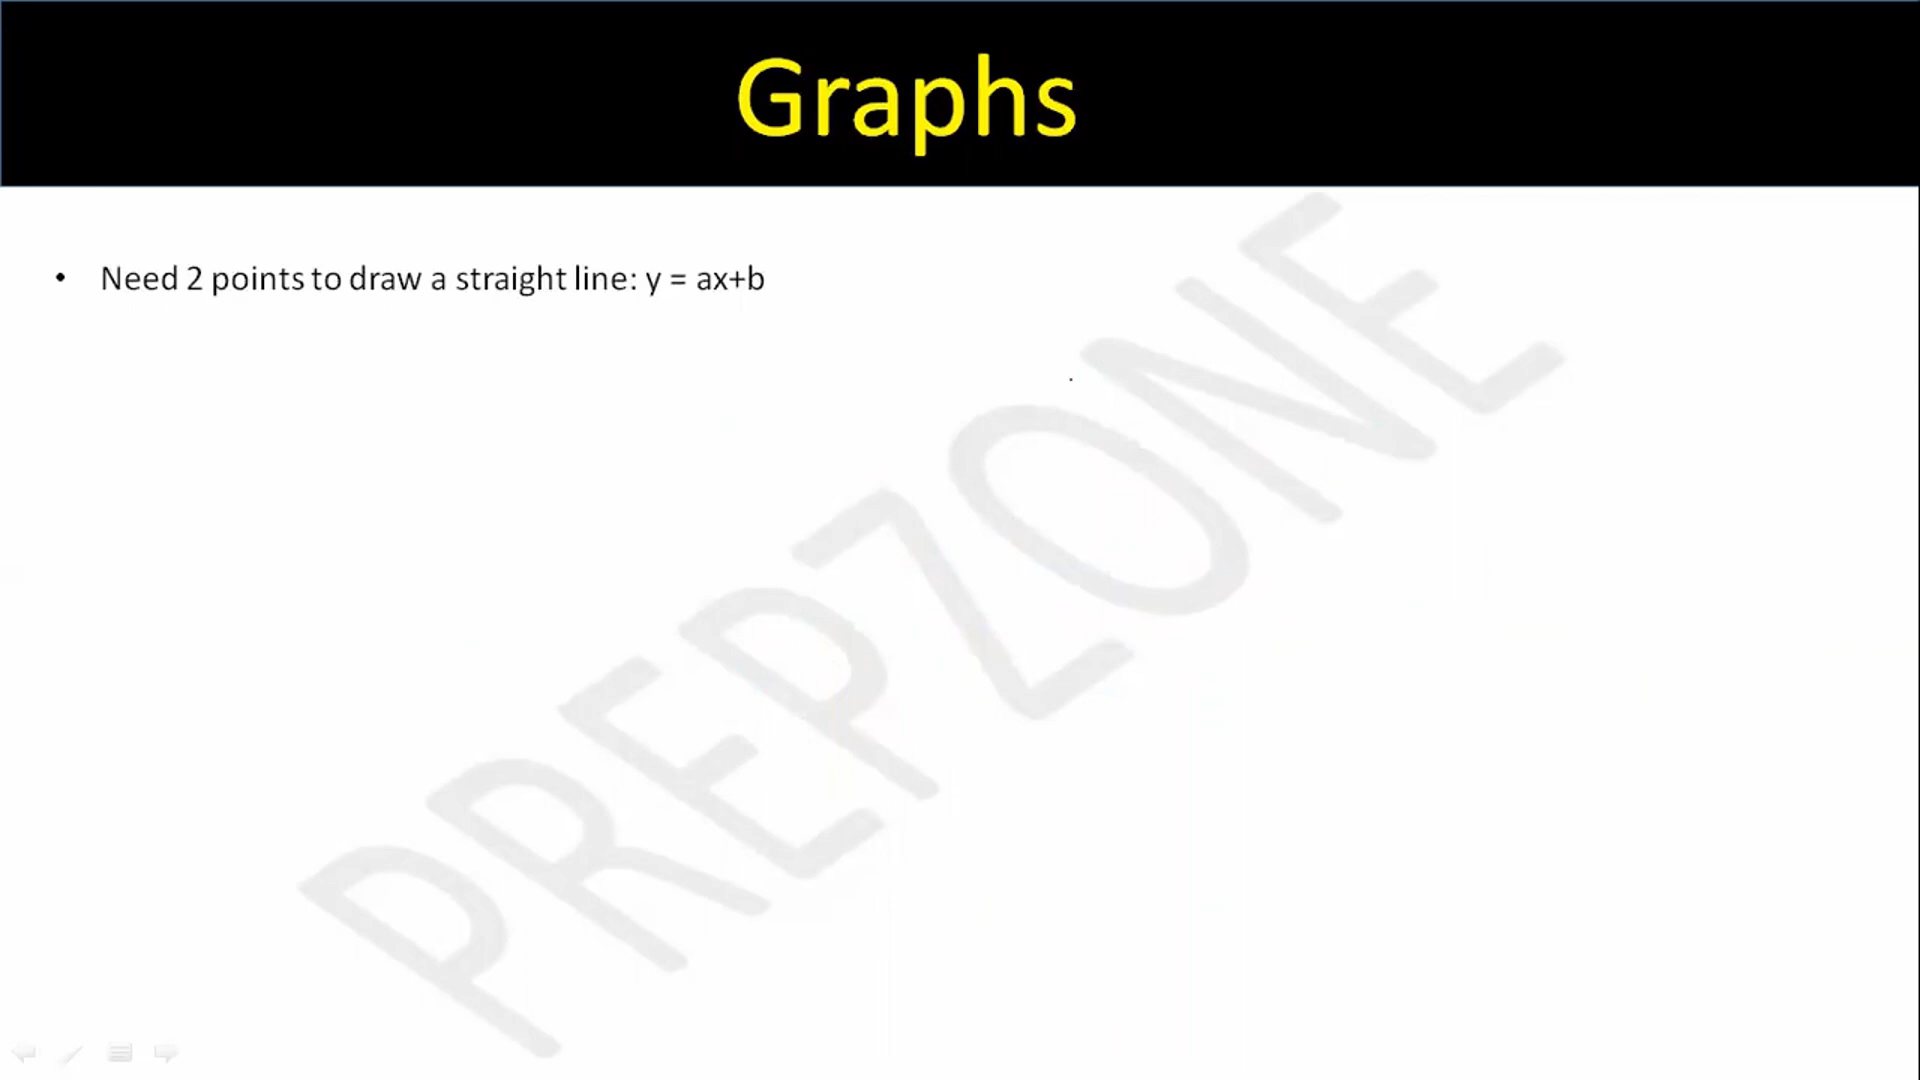 Graphs
• Need 2 points to draw a straight line: y = ax+b
PREPZONE